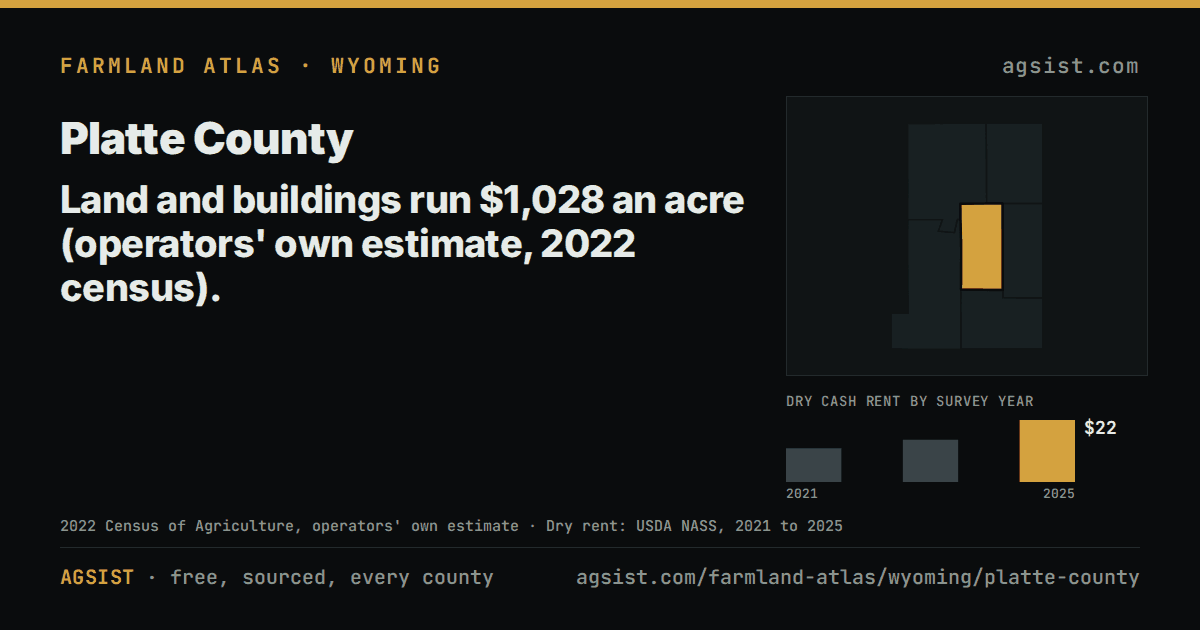 FARMLAND ATLAS · WYOMING
agsist.com
Platte County
Land and buildings run $1,028 an acre
(operators' own estimate, 2022
census).
DRY CASH RENT BY SURVEY YEAR
$22
2021
2025
2022 Census of Agriculture, operators' own estimate · Dry rent: USDA NASS, 2021 to 2025
AGSIST · free, sourced, every county
agsist.com/farmland-atlas/wyoming/platte-county